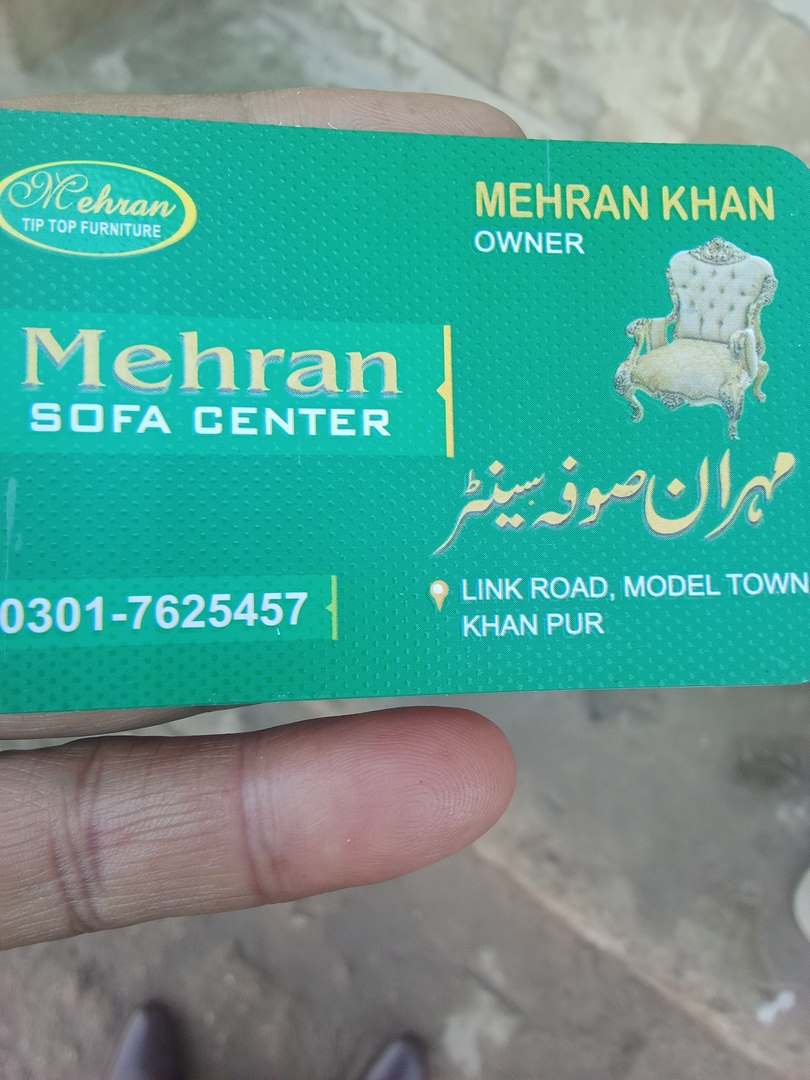 Mehran
TIP TOP FURNITURE
MEHRAN KHAN
OWNER
Mehran
SOFA CENTER
مہران صوفہ سینٹر
0301-7625457
LINK ROAD, MODEL TOWN
KHAN PUR